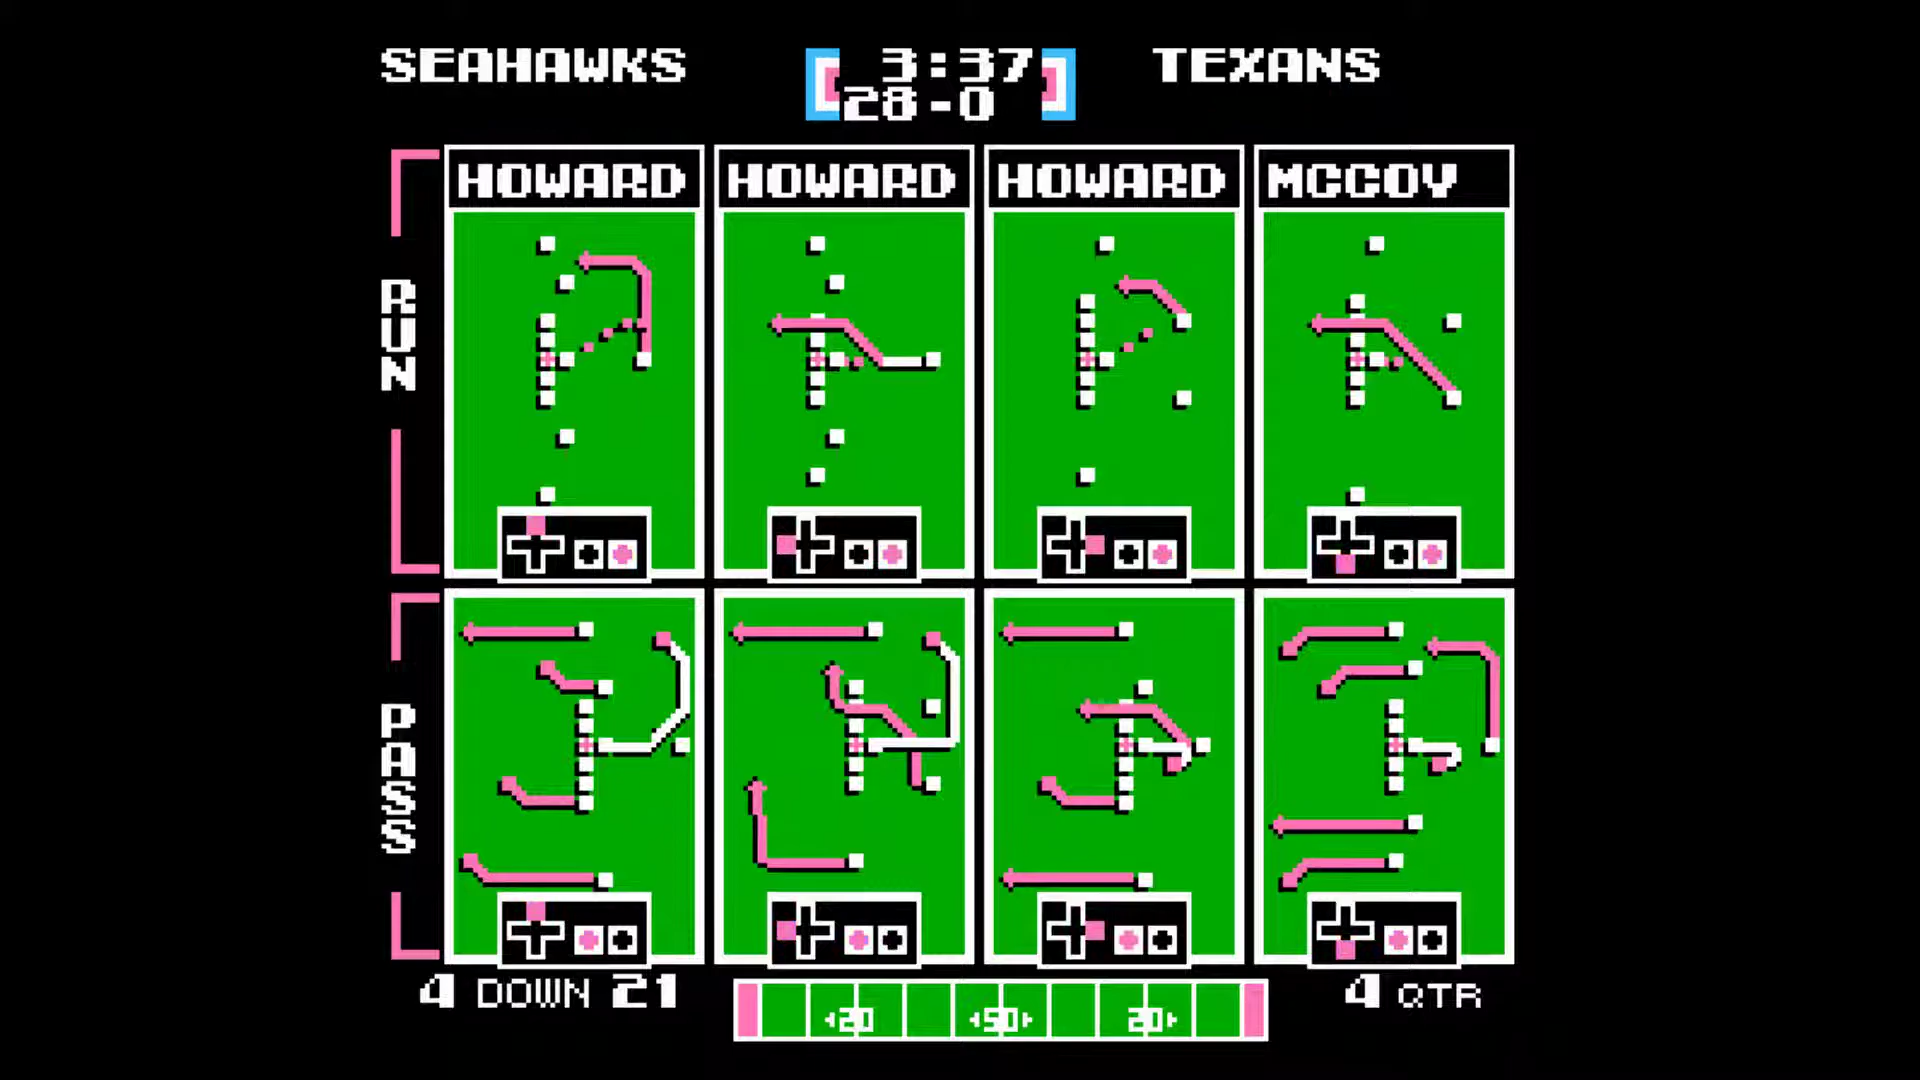 SEAHAWKS 3:37 TEXANS
28-0
HOWARD HOWARD HOWARD MCCOY
RUN
PASS
4 DOWN 21 4 QTR
20 50 20